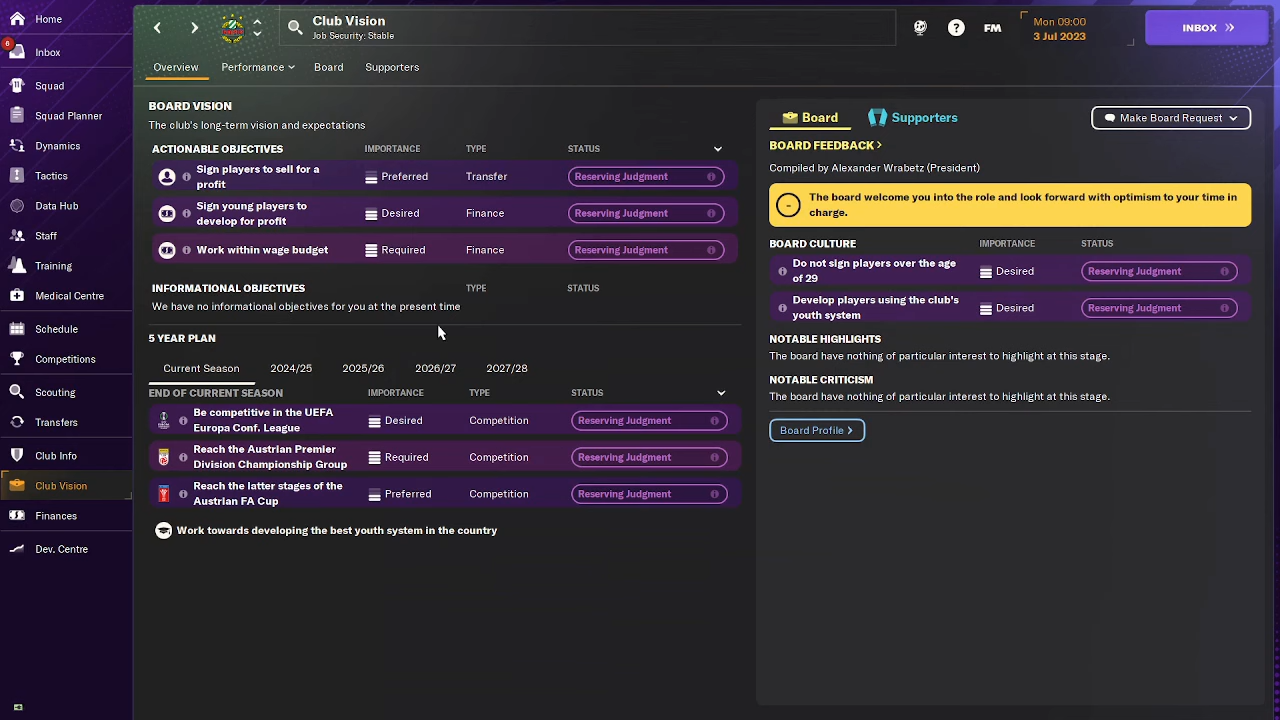 Home
6
Inbox
Squad
Squad Planner
Dynamics
Tactics
Data Hub
Staff
Training
Medical Centre
Schedule
Competitions
Scouting
Transfers
Club Info
Club Vision
Finances
Dev. Centre
Club Vision
Job Security: Stable
?
FM
Mon 09:00
3 Jul 2023
INBOX
Overview
Performance
Board
Supporters
BOARD VISION
The club's long-term vision and expectations
ACTIONABLE OBJECTIVES IMPORTANCE TYPE STATUS
Sign players to sell for a
profit
Preferred Transfer Reserving Judgment
Sign young players to
develop for profit
Desired Finance Reserving Judgment
Work within wage budget Required Finance Reserving Judgment
INFORMATIONAL OBJECTIVES TYPE STATUS
We have no informational objectives for you at the present time
5 YEAR PLAN
Current Season 2024/25 2025/26 2026/27 2027/28
END OF CURRENT SEASON IMPORTANCE TYPE STATUS
Be competitive in the UEFA
Europa Conf. League
Desired Competition Reserving Judgment
Reach the Austrian Premier
Division Championship Group
Required Competition Reserving Judgment
Reach the latter stages of the
Austrian FA Cup
Preferred Competition Reserving Judgment
Work towards developing the best youth system in the country
Board Supporters Make Board Request
BOARD FEEDBACK
Compiled by Alexander Wrabetz (President)
The board welcome you into the role and look forward with optimism to your time in
charge.
BOARD CULTURE IMPORTANCE STATUS
Do not sign players over the age
of 29
Desired Reserving Judgment
Develop players using the club's
youth system
Desired Reserving Judgment
NOTABLE HIGHLIGHTS
The board have nothing of particular interest to highlight at this stage.
NOTABLE CRITICISM
The board have nothing of particular interest to highlight at this stage.
Board Profile